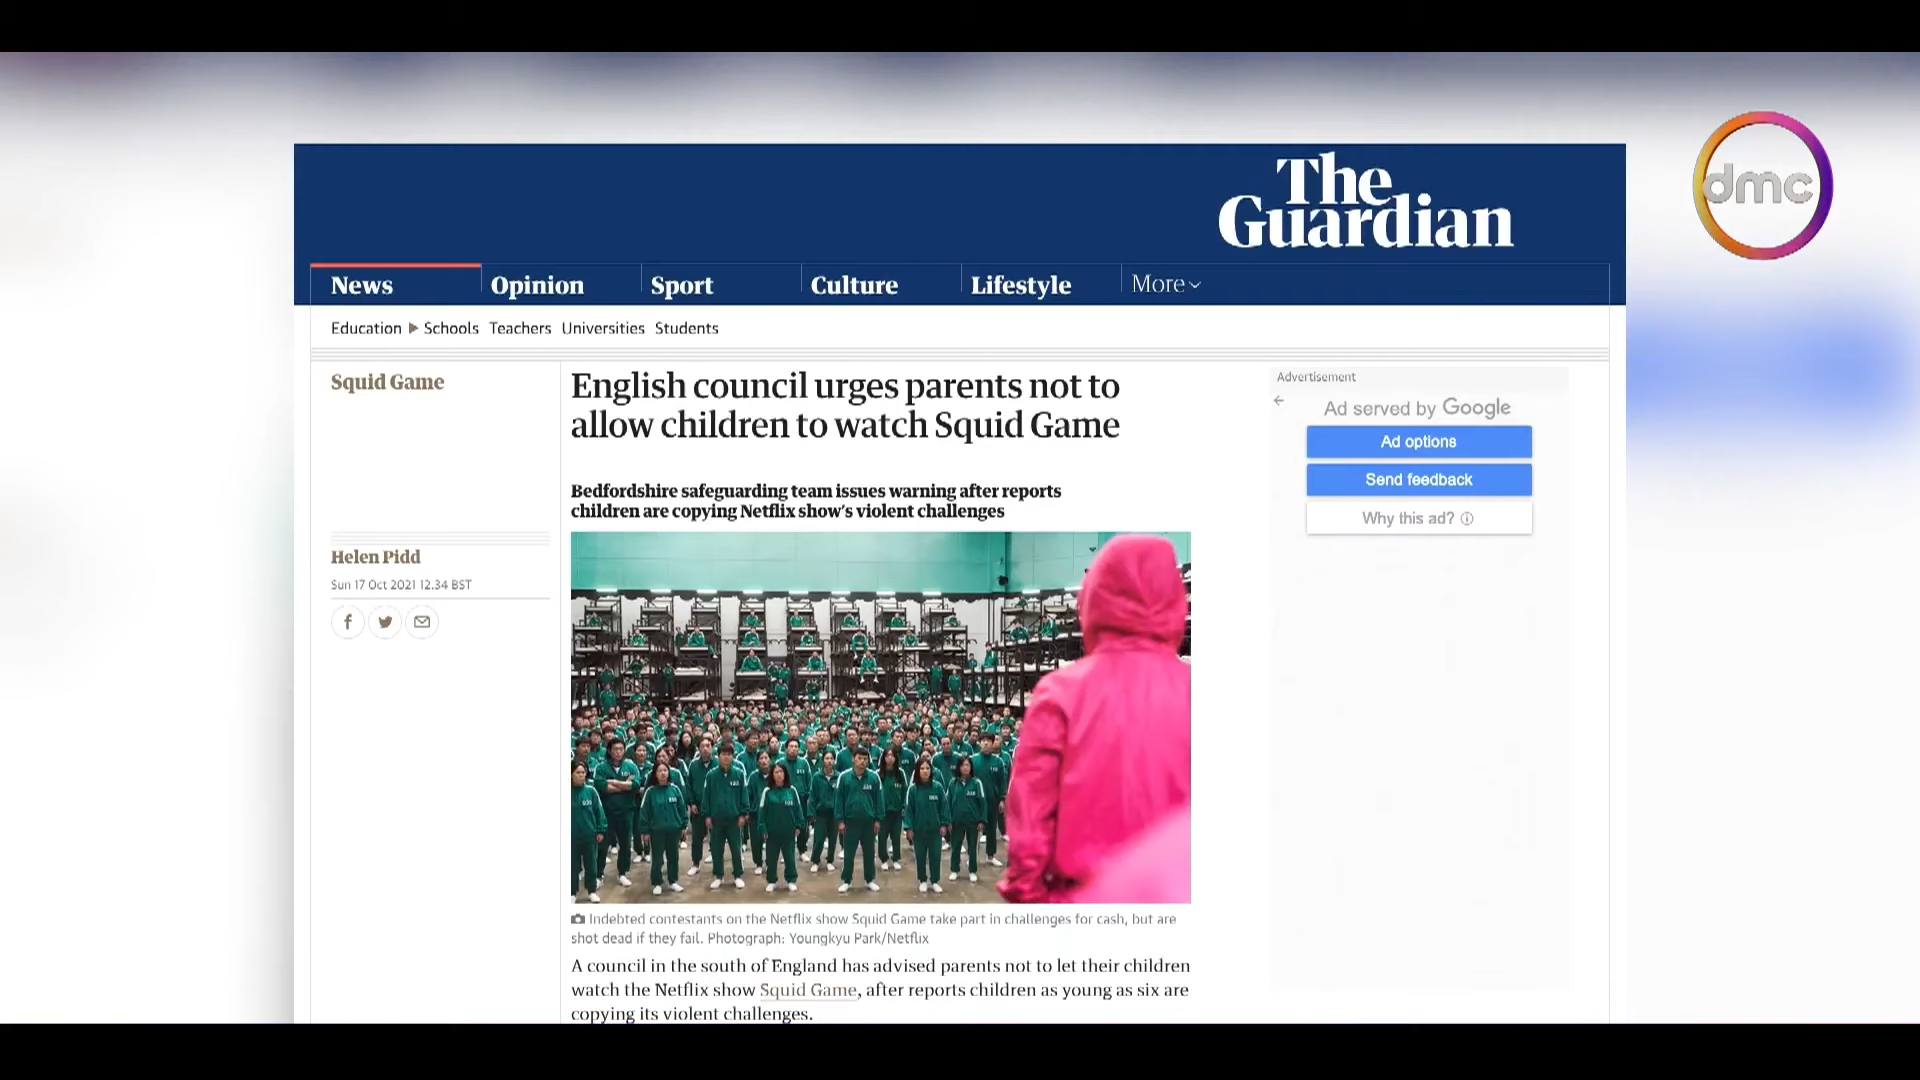 dmc
The
Guardian
News Opinion Sport Culture Lifestyle More
Education Schools Teachers Universities Students
Squid Game
English council urges parents not to
allow children to watch Squid Game
Bedfordshire safeguarding team issues warning after reports
children are copying Netflix show's violent challenges
Helen Pidd
Sun 17 Oct 2021 12.34 BST
Indebted contestants on the Netflix show Squid Game take part in challenges for cash, but are
shot dead if they fail. Photograph: Youngkyu Park/Netflix
A council in the south of England has advised parents not to let their children
watch the Netflix show Squid Game, after reports children as young as six are
copying its violent challenges.
Advertisement
Ad served by Google
Ad options
Send feedback
Why this ad?